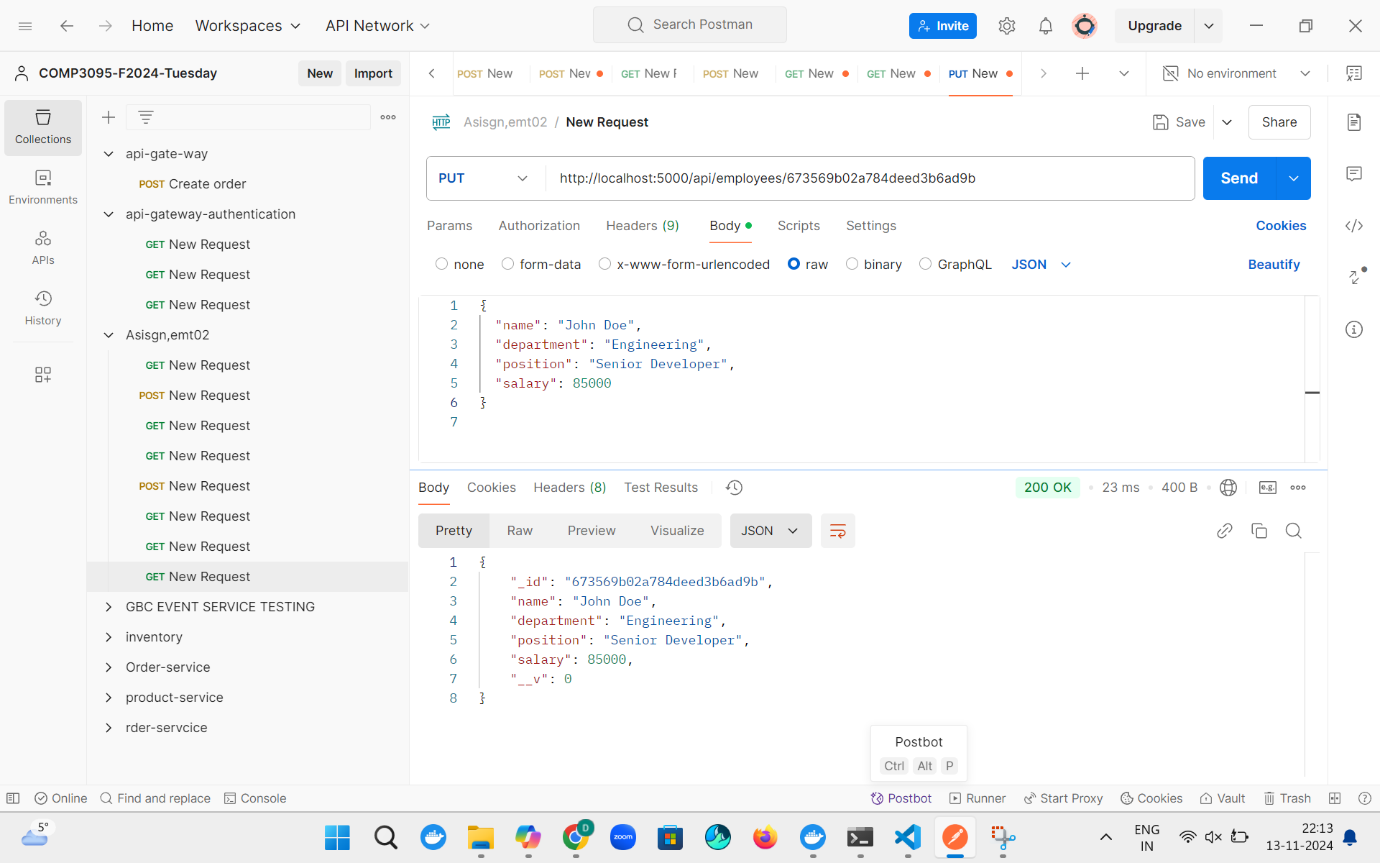 Home Workspaces API Network Search Postman Invite Upgrade
COMP3095-F2024-Tuesday New Import POST New POST Nev GET New F POST New GET New GET New PUT New No environment
Collections
Environments
APIs
History
api-gate-way
POST Create order
api-gateway-authentication
GET New Request
GET New Request
GET New Request
Asisgn,emt02
GET New Request
POST New Request
GET New Request
GET New Request
POST New Request
GET New Request
GET New Request
GET New Request
GBC EVENT SERVICE TESTING
inventory
Order-service
product-service
rder-servcice
HTTP Asisgn,emt02 / New Request Save Share
PUT http://localhost:5000/api/employees/673569b02a784deed3b6ad9b Send
Params Authorization Headers (9) Body Scripts Settings Cookies
none form-data x-www-form-urlencoded raw binary GraphQL JSON Beautify
1 {
2 "name": "John Doe",
3 "department": "Engineering",
4 "position": "Senior Developer",
5 "salary": 85000
6 }
7
Body Cookies Headers (8) Test Results 200 OK 23 ms 400 B e.g.
Pretty Raw Preview Visualize JSON
1 {
2 "_id": "673569b02a784deed3b6ad9b",
3 "name": "John Doe",
4 "department": "Engineering",
5 "position": "Senior Developer",
6 "salary": 85000,
7 "__v": 0
8 }
Postbot
Ctrl Alt P
Online Find and replace Console Postbot Runner Start Proxy Cookies Vault Trash
5° D zoom ENG
IN 22:13
13-11-2024